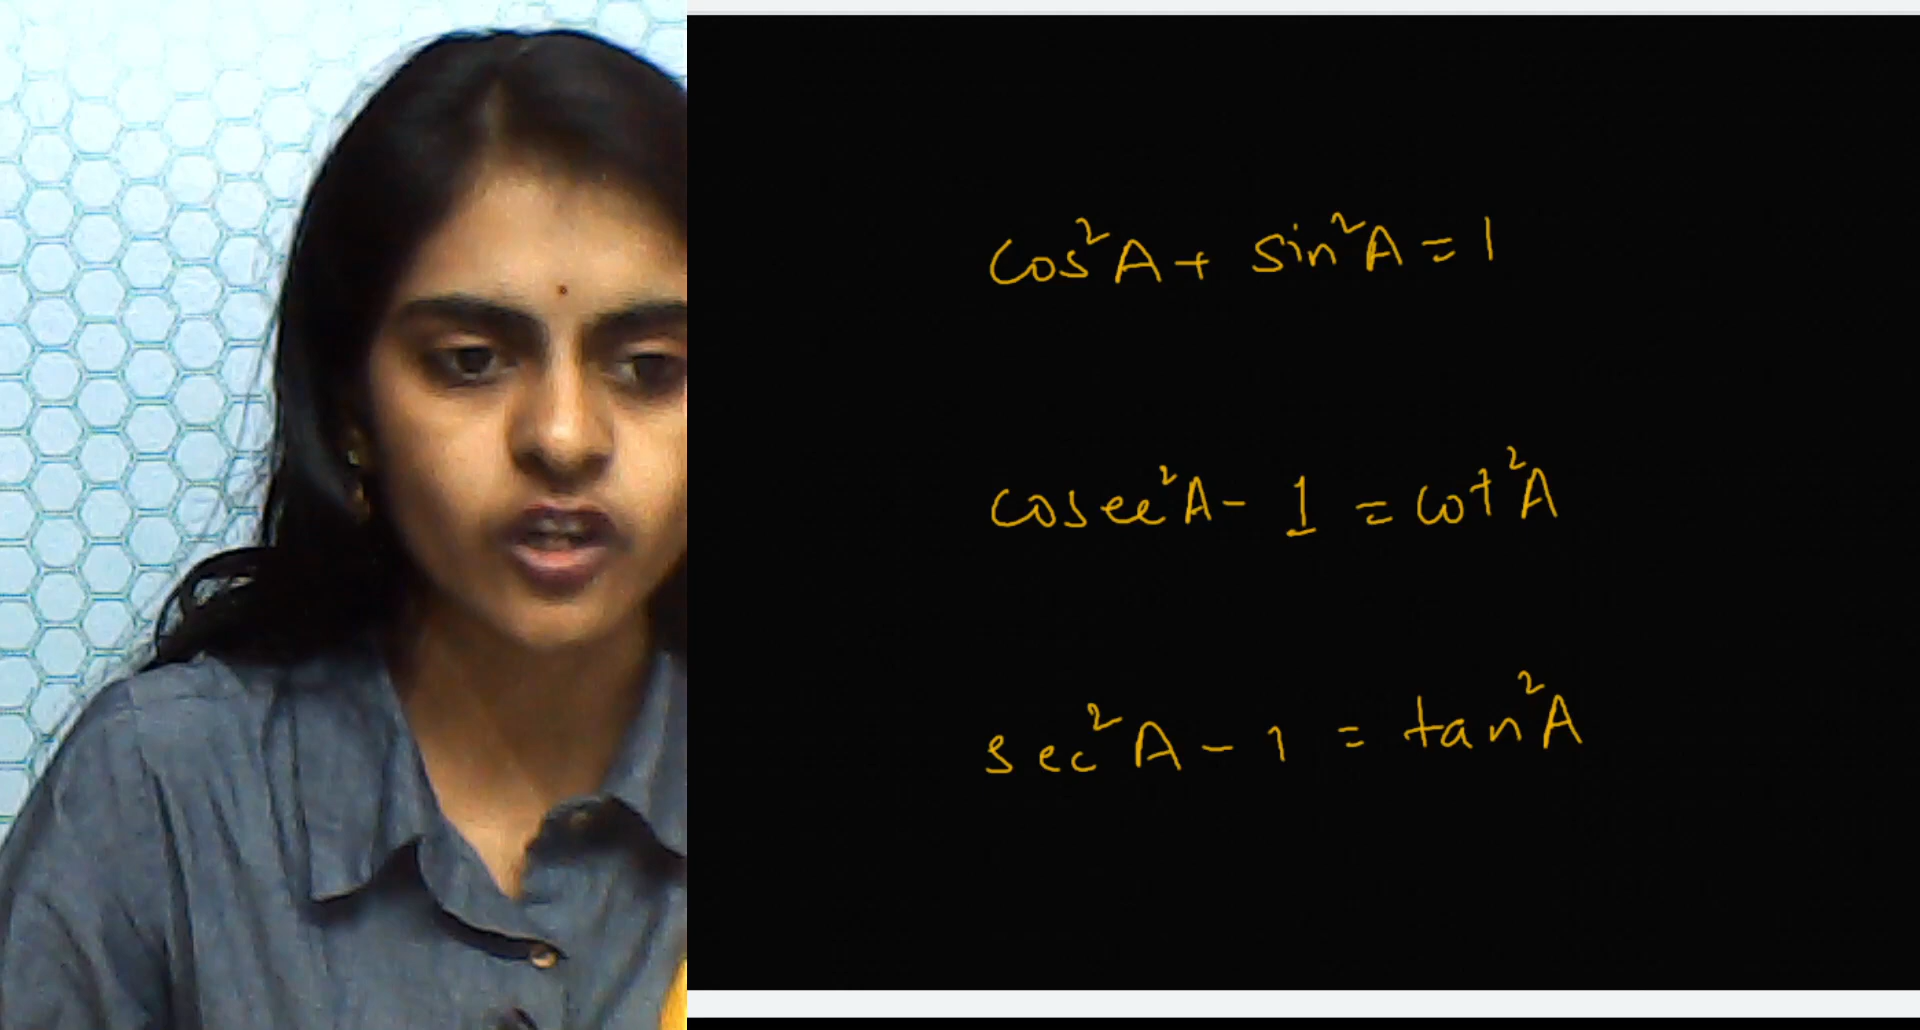 cos²A + sin²A = 1
cosec²A - 1 = cot²A
sec²A - 1 = tan²A